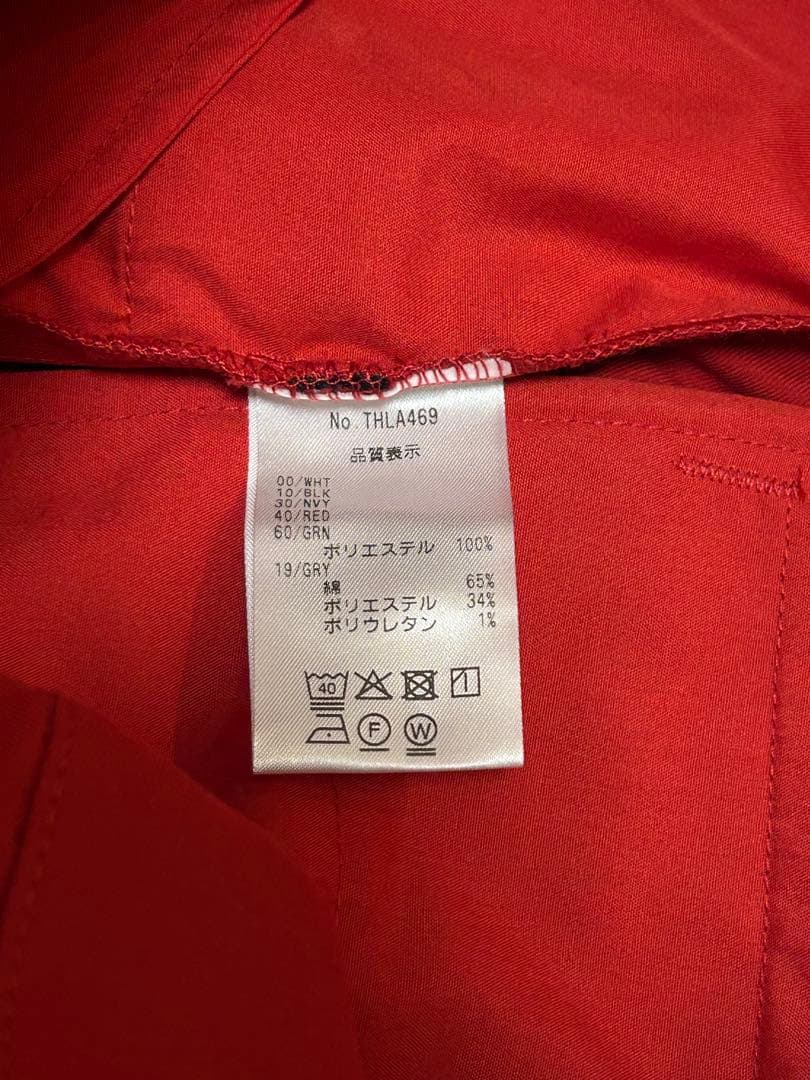 No.THLA469
品質表示
00/WHT
10/BLK
30/NVY
40/RED
60/GRN
ポリエステル 100%
19/GRY
綿 65%
ポリエステル 34%
ポリウレタン 1%
40
F W